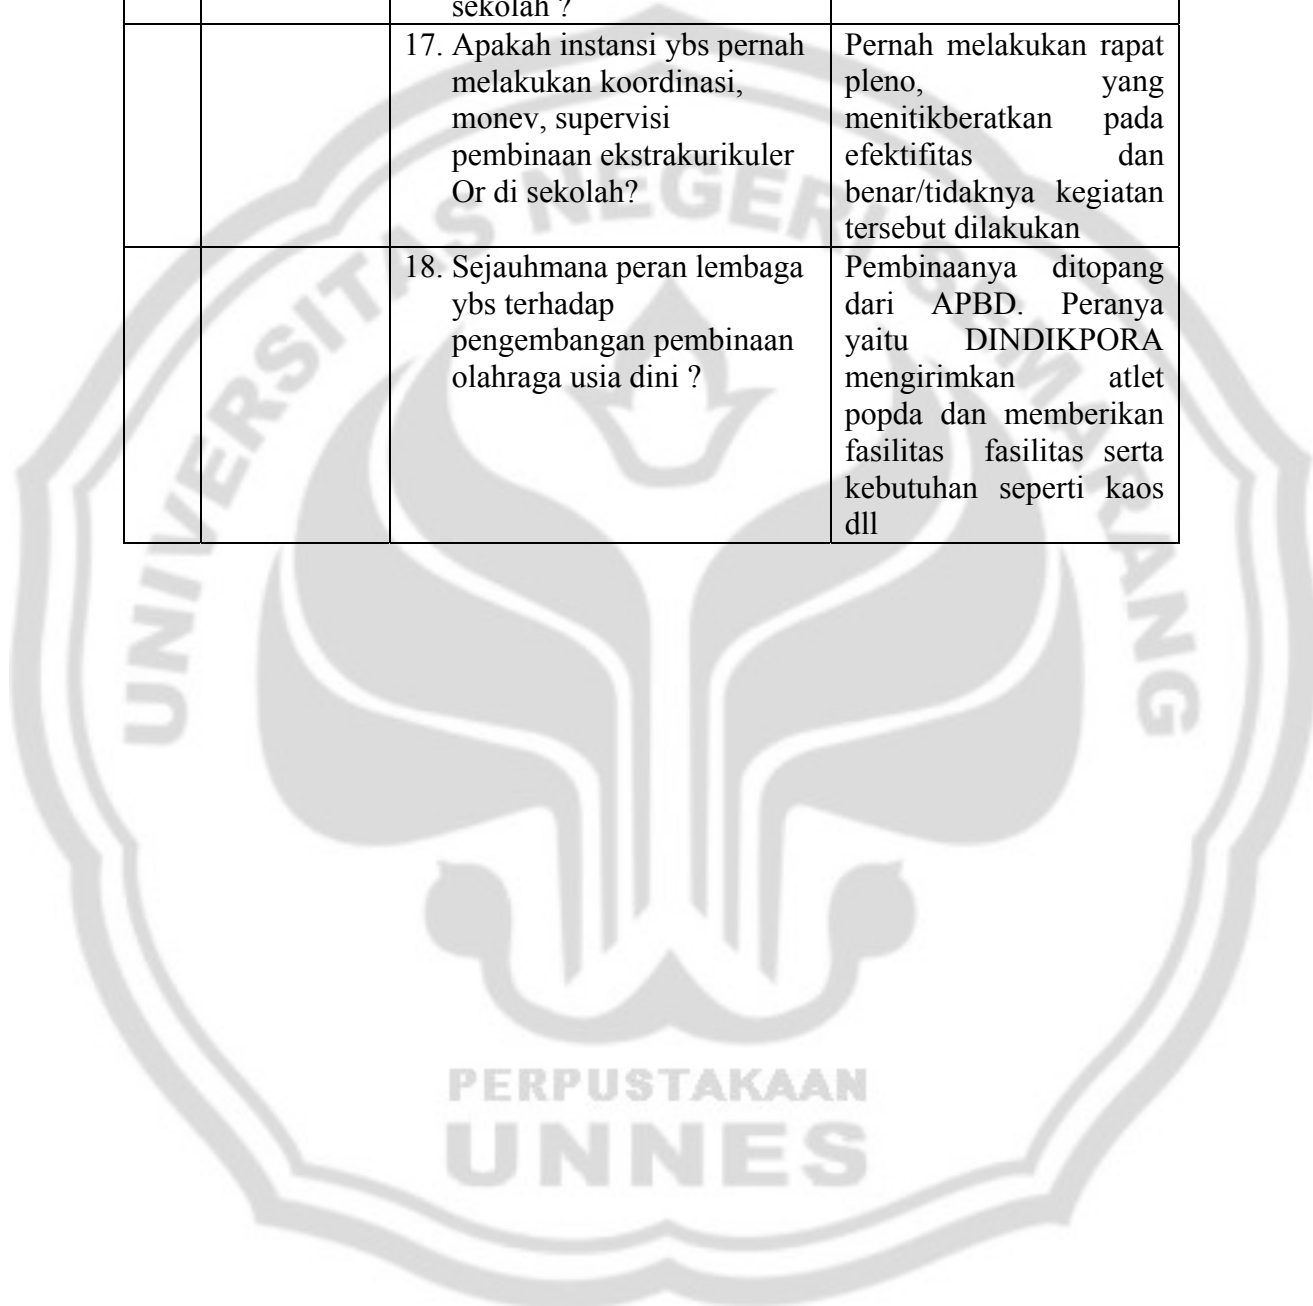 sekolah ?
17. Apakah instansi ybs pernah
melakukan koordinasi,
monev, supervisi
pembinaan ekstrakurikuler
Or di sekolah?
Pernah melakukan rapat
pleno, yang
menitikberatkan pada
efektifitas dan
benar/tidaknya kegiatan
tersebut dilakukan
18. Sejauhmana peran lembaga
ybs terhadap
pengembangan pembinaan
olahraga usia dini ?
Pembinaanya ditopang
dari APBD. Peranya
yaitu DINDIKPORA
mengirimkan atlet
popda dan memberikan
fasilitas fasilitas serta
kebutuhan seperti kaos
dll
UNIVERSITAS NEGERI SEMARANG
PERPUSTAKAAN
UNNES